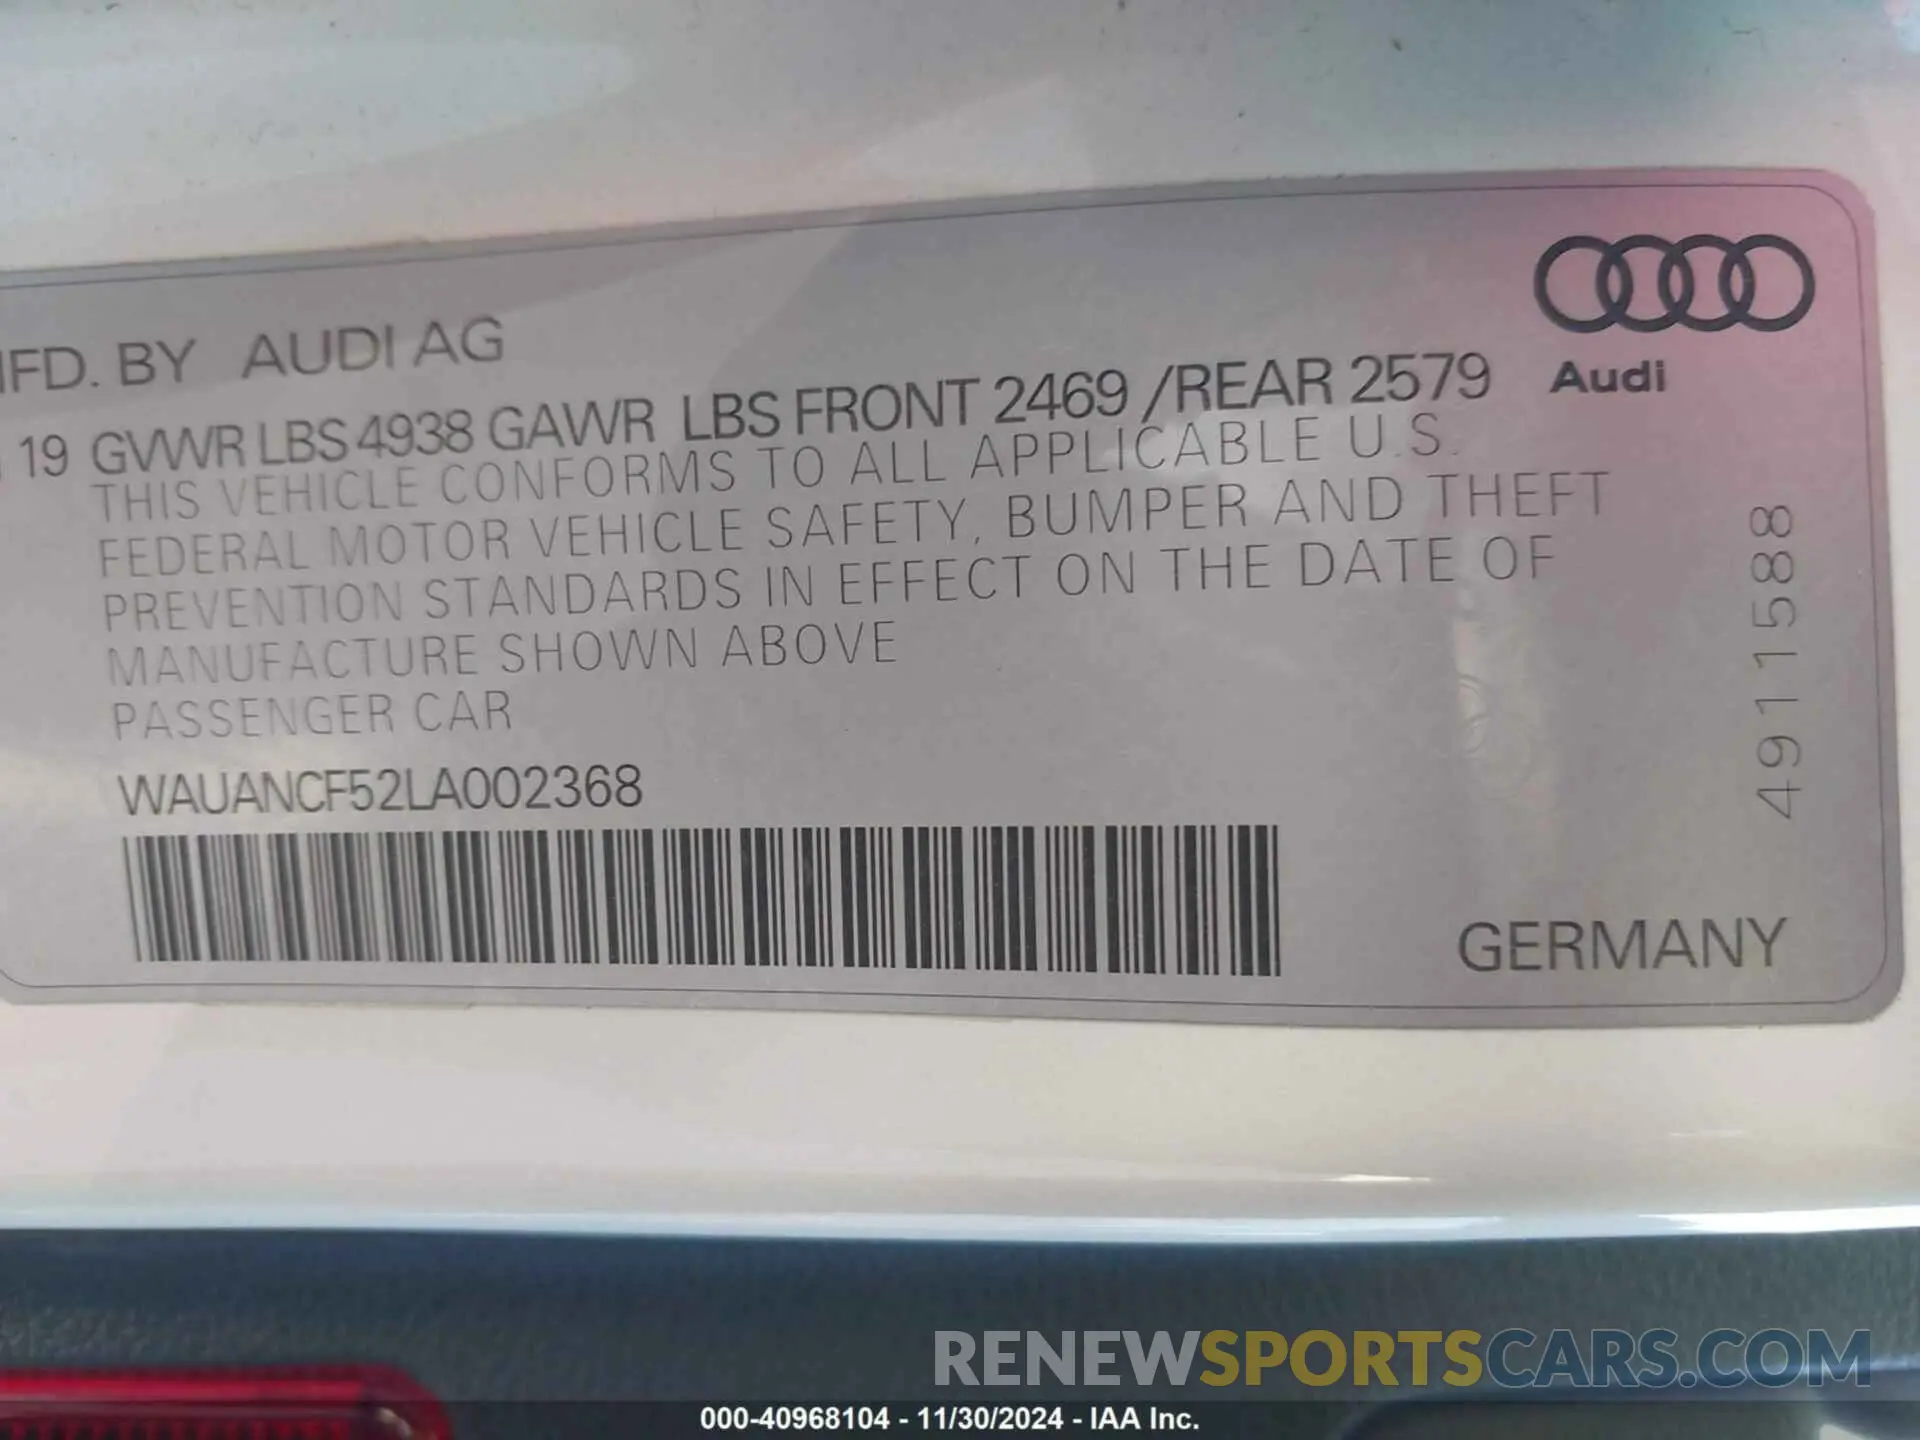 MFD. BY AUDI AG
19 GVWR LBS 4938 GAWR LBS FRONT 2469 /REAR 2579
Audi
THIS VEHICLE CONFORMS TO ALL APPLICABLE U.S.
FEDERAL MOTOR VEHICLE SAFETY, BUMPER AND THEFT
PREVENTION STANDARDS IN EFFECT ON THE DATE OF
MANUFACTURE SHOWN ABOVE
PASSENGER CAR
WAUANCF52LA002368
4911588
GERMANY
RENEWSPORTSCARS.COM
000-40968104 - 11/30/2024 - IAA Inc.